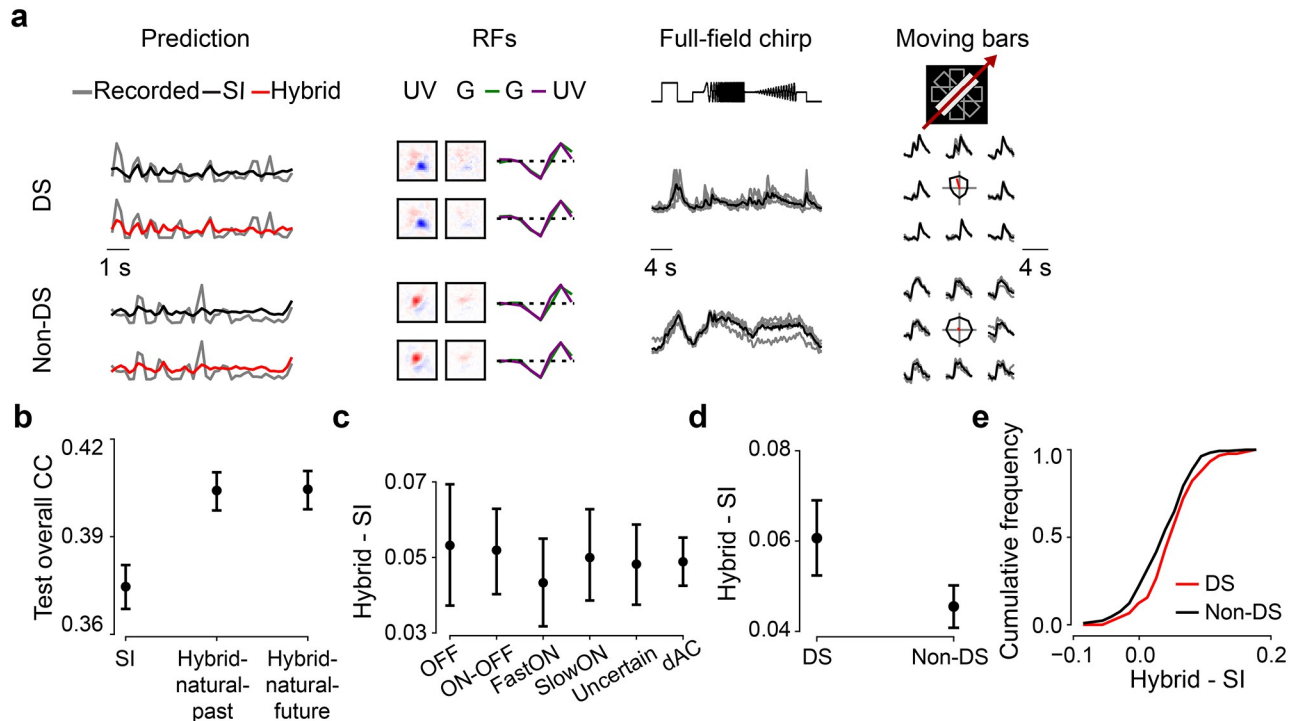 a
Prediction
RFs
Full-field chirp
Moving bars
Recorded SI Hybrid
UV G G UV
DS
1 s
4 s
4 s
Non-DS
b
Test overall CC
0.42
0.39
0.36
SI
Hybrid-
natural-
past
Hybrid-
natural-
future
c
Hybrid - SI
0.07
0.05
0.03
OFF
ON-OFF
FastON
SlowON
Uncertain
dAC
d
Hybrid - SI
0.08
0.06
0.04
DS
Non-DS
e
Cumulative frequency
1.0
0.5
0.0
DS
Non-DS
−0.1
0.0
0.2
Hybrid - SI